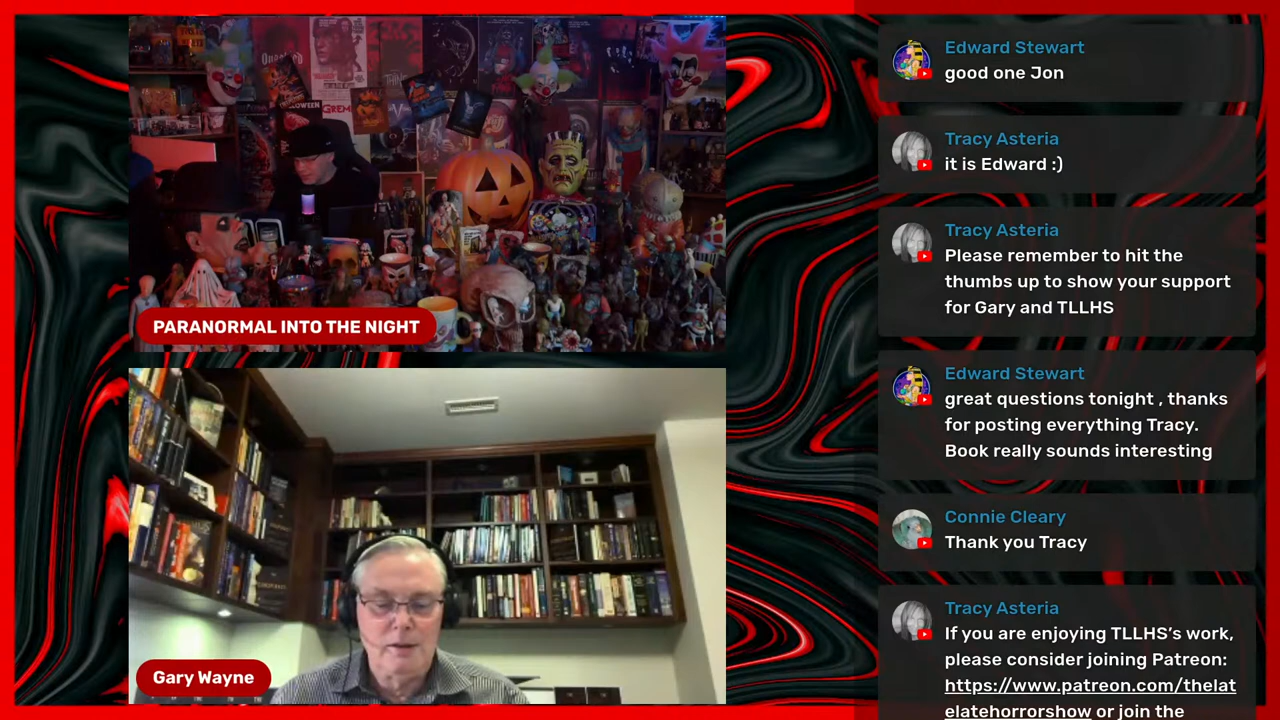 HALLOWEEN
GREM
PARANORMAL INTO THE NIGHT
Gary Wayne
Edward Stewart
good one Jon
Tracy Asteria
it is Edward :)
Tracy Asteria
Please remember to hit the
thumbs up to show your support
for Gary and TLLHS
Edward Stewart
great questions tonight , thanks
for posting everything Tracy.
Book really sounds interesting
Connie Cleary
Thank you Tracy
Tracy Asteria
If you are enjoying TLLHS’s work,
please consider joining Patreon:
https://www.patreon.com/thelat
elatehorrorshow or join the